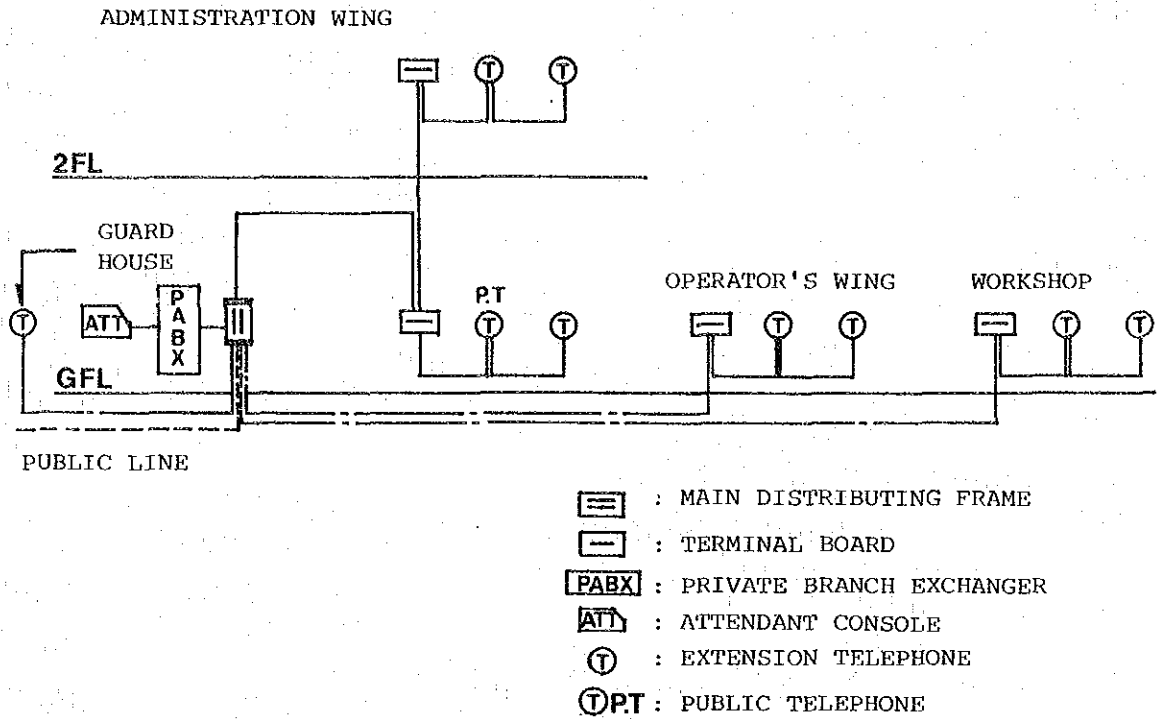 ADMINISTRATION WING
T T
2FL
GUARD
HOUSE
OPERATOR'S WING
WORKSHOP
P.T
T
ATT
PABX
T T
T T
T T
GFL
PUBLIC LINE
: MAIN DISTRIBUTING FRAME
: TERMINAL BOARD
PABX : PRIVATE BRANCH EXCHANGER
ATT : ATTENDANT CONSOLE
T : EXTENSION TELEPHONE
T P.T : PUBLIC TELEPHONE